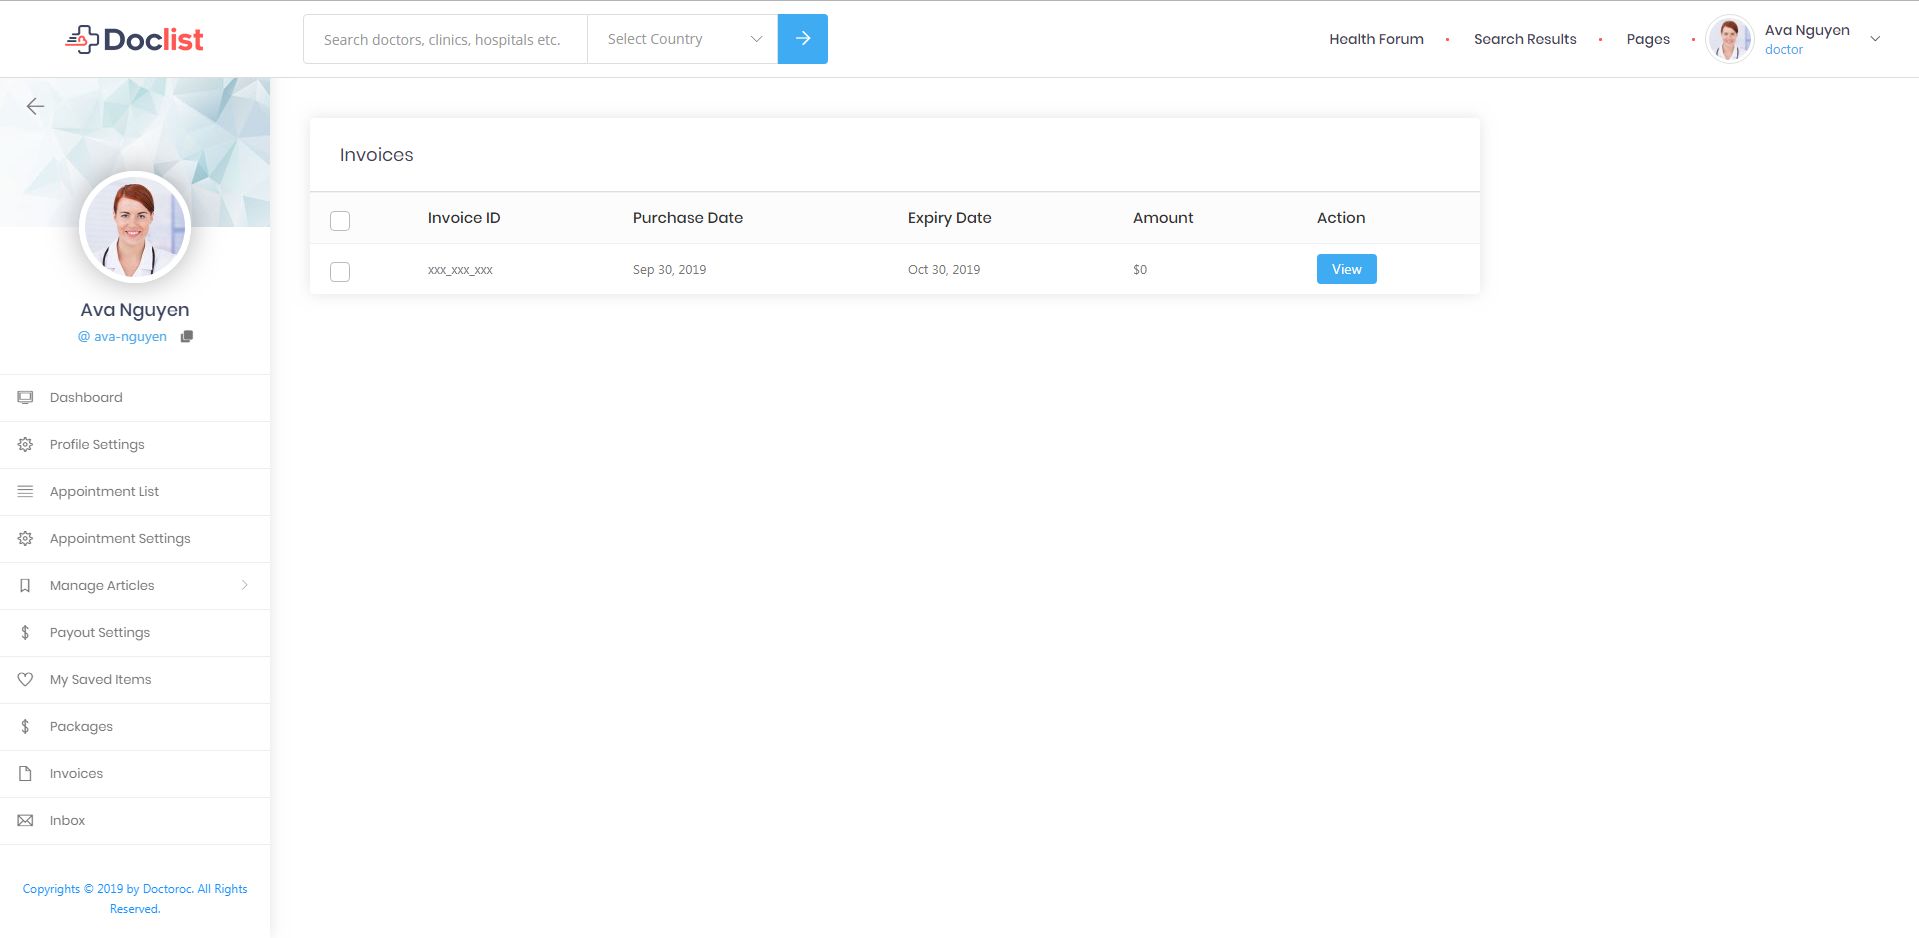 Doclist
Search doctors, clinics, hospitals etc.
Select Country
Health Forum
Search Results
Pages
Ava Nguyen
doctor
Ava Nguyen
@ ava-nguyen
Dashboard
Profile Settings
Appointment List
Appointment Settings
Manage Articles
Payout Settings
My Saved Items
Packages
Invoices
Inbox
Copyrights © 2019 by Doctoroc. All Rights
Reserved.
Invoices
Invoice ID Purchase Date Expiry Date Amount Action
xxx_xxx_xxx Sep 30, 2019 Oct 30, 2019 $0 View